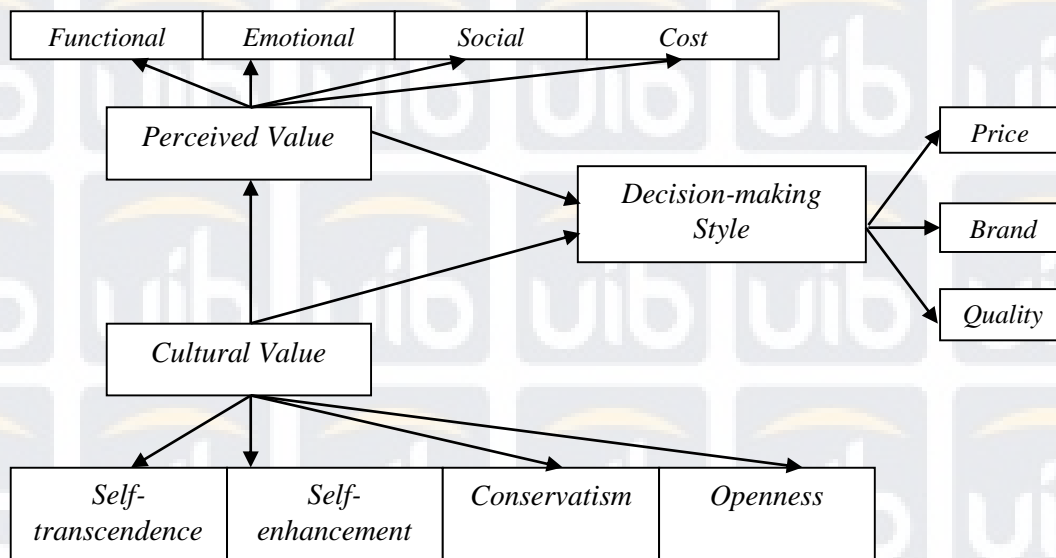 Functional
Emotional
Social
Cost
Perceived Value
Price
Decision-making
Style
Brand
Quality
Cultural Value
Self-
transcendence
Self-
enhancement
Conservatism
Openness
uib